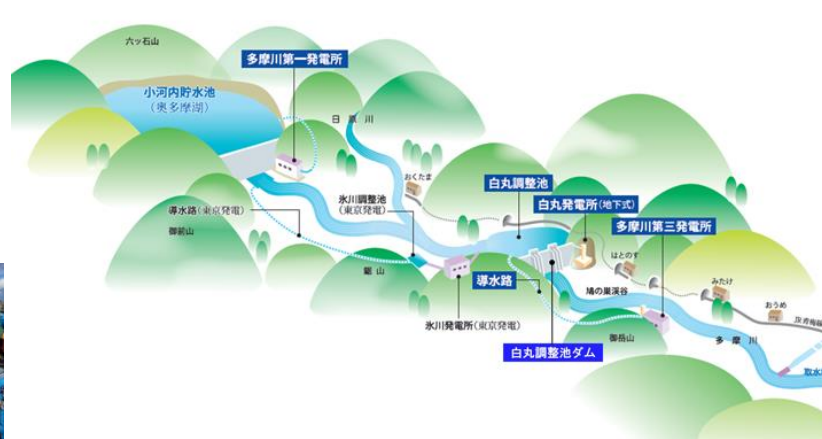 六ッ石山
多摩川第一発電所
小河内貯水池
(奥多摩湖)
日原川
おくたま
白丸調整池
氷川調整池
(東京発電)
白丸発電所(地下式)
導水路(東京発電)
多摩川第三発電所
御前山
はとのす
鋸山
導水路
みたけ
鳩の巣渓谷
おうめ
氷川発電所(東京発電)
JR青梅線
御岳山
多摩川
白丸調整池ダム